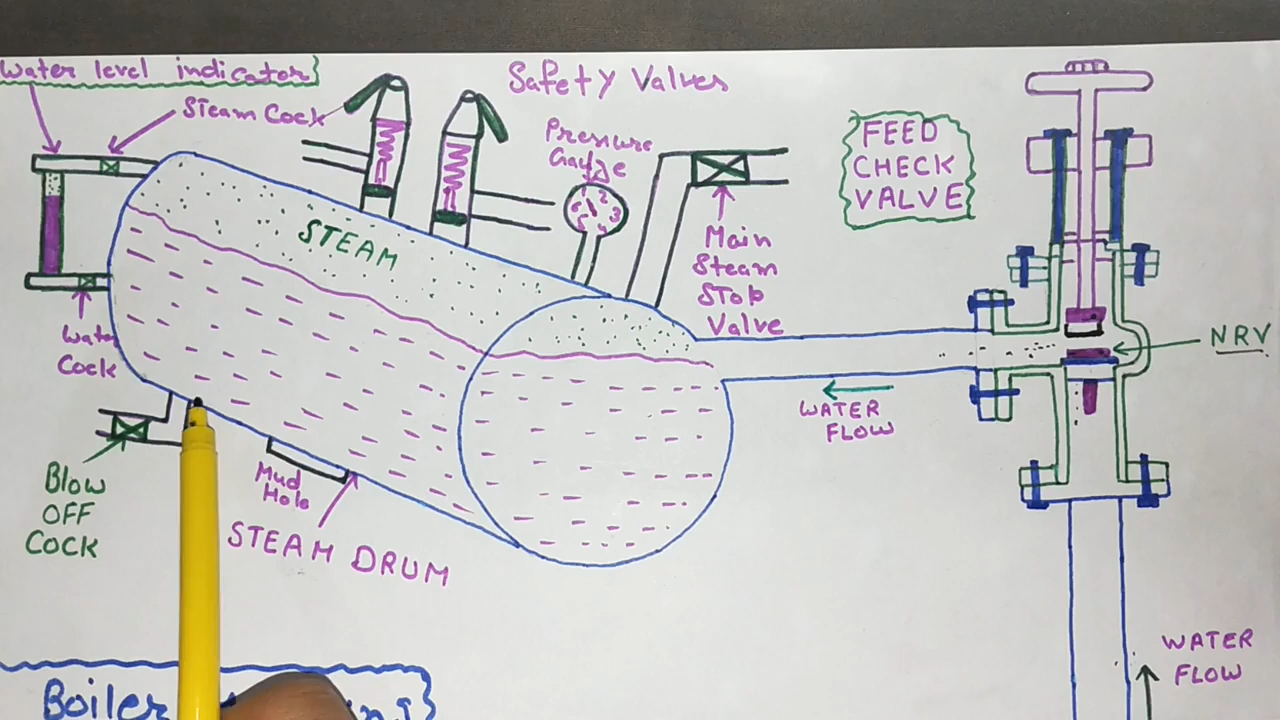 Water level indicator
Steam Cock
Safety Valves
Pressure
Gauge
FEED
CHECK
VALVE
STEAM
Main
Steam
STOP
Valve
Water
Cock
NRV
WATER
FLOW
Mud
Hole
Blow
OFF
COCK
STEAM DRUM
WATER
FLOW
Boiler